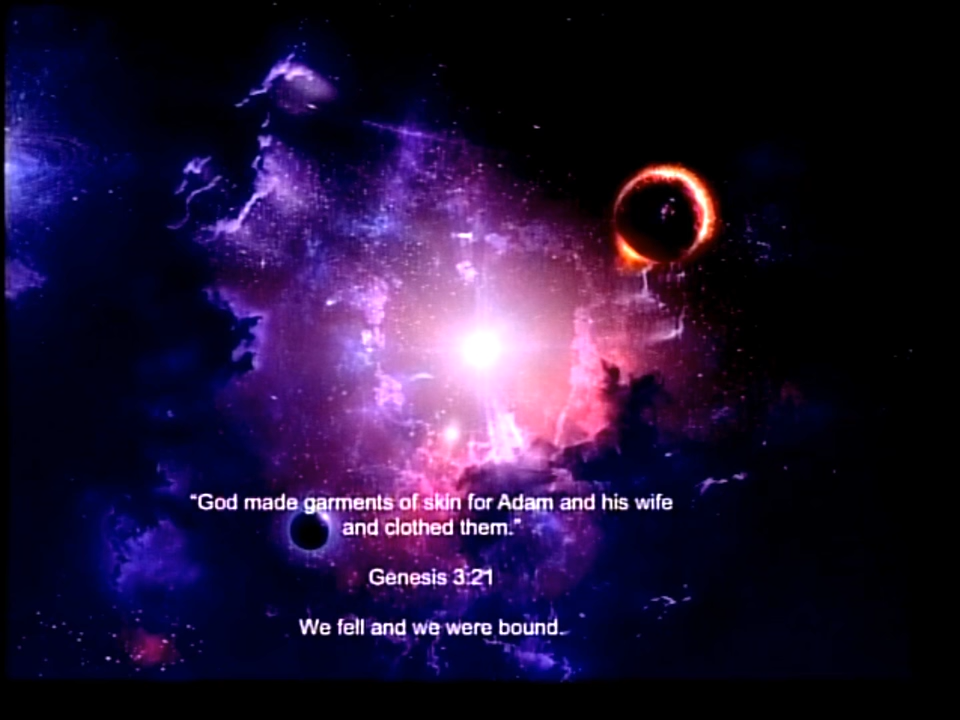 “God made garments of skin for Adam and his wife
and clothed them.”
Genesis 3:21
We fell and we were bound.